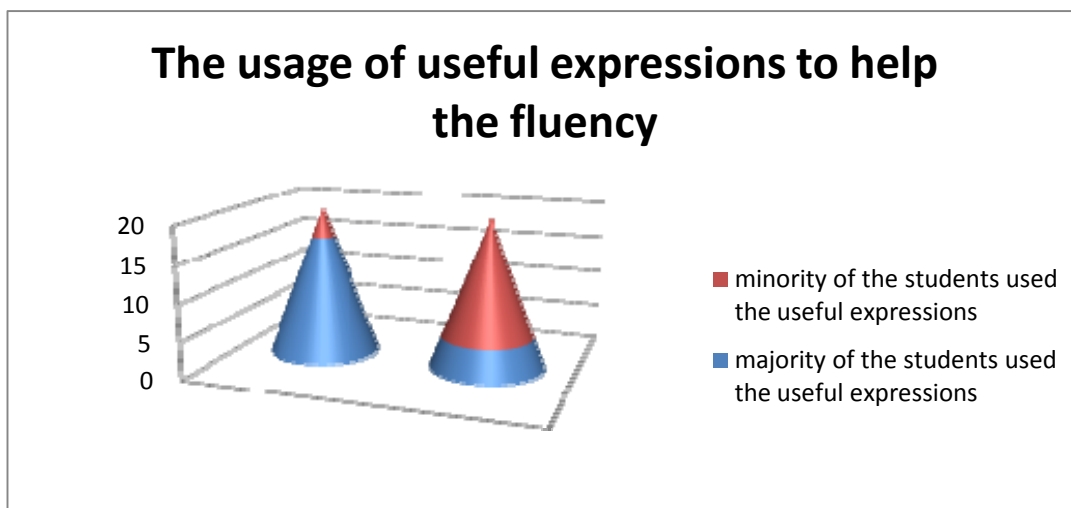 The usage of useful expressions to help
the fluency
20
15
10
5
0
minority of the students used
the useful expressions
majority of the students used
the useful expressions